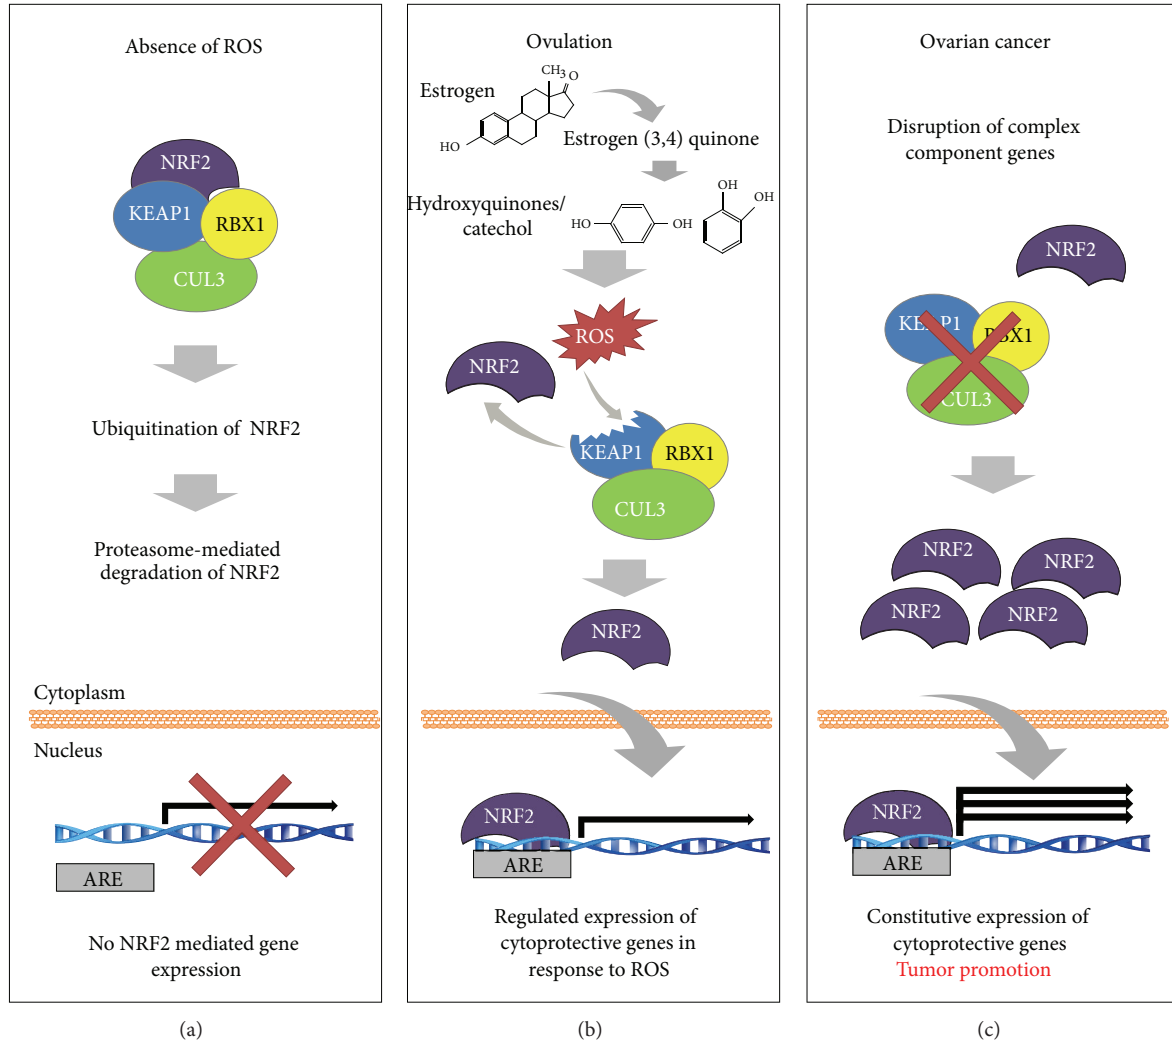 Absence of ROS
NRF2
KEAP1
RBX1
CUL3
Ubiquitination of NRF2
Proteasome-mediated
degradation of NRF2
Cytoplasm
Nucleus
ARE
No NRF2 mediated gene
expression
(a)
Ovulation
Estrogen
CH3
O
HO
Estrogen (3,4) quinone
Hydroxyquinones/
catechol
HO
OH
OH
OH
ROS
NRF2
KEAP1
RBX1
CUL3
NRF2
NRF2
ARE
Regulated expression of
cytoprotective genes in
response to ROS
(b)
Ovarian cancer
Disruption of complex
component genes
NRF2
KEAP1
RBX1
CUL3
NRF2
NRF2
NRF2
NRF2
NRF2
ARE
Constitutive expression of
cytoprotective genes
Tumor promotion
(c)